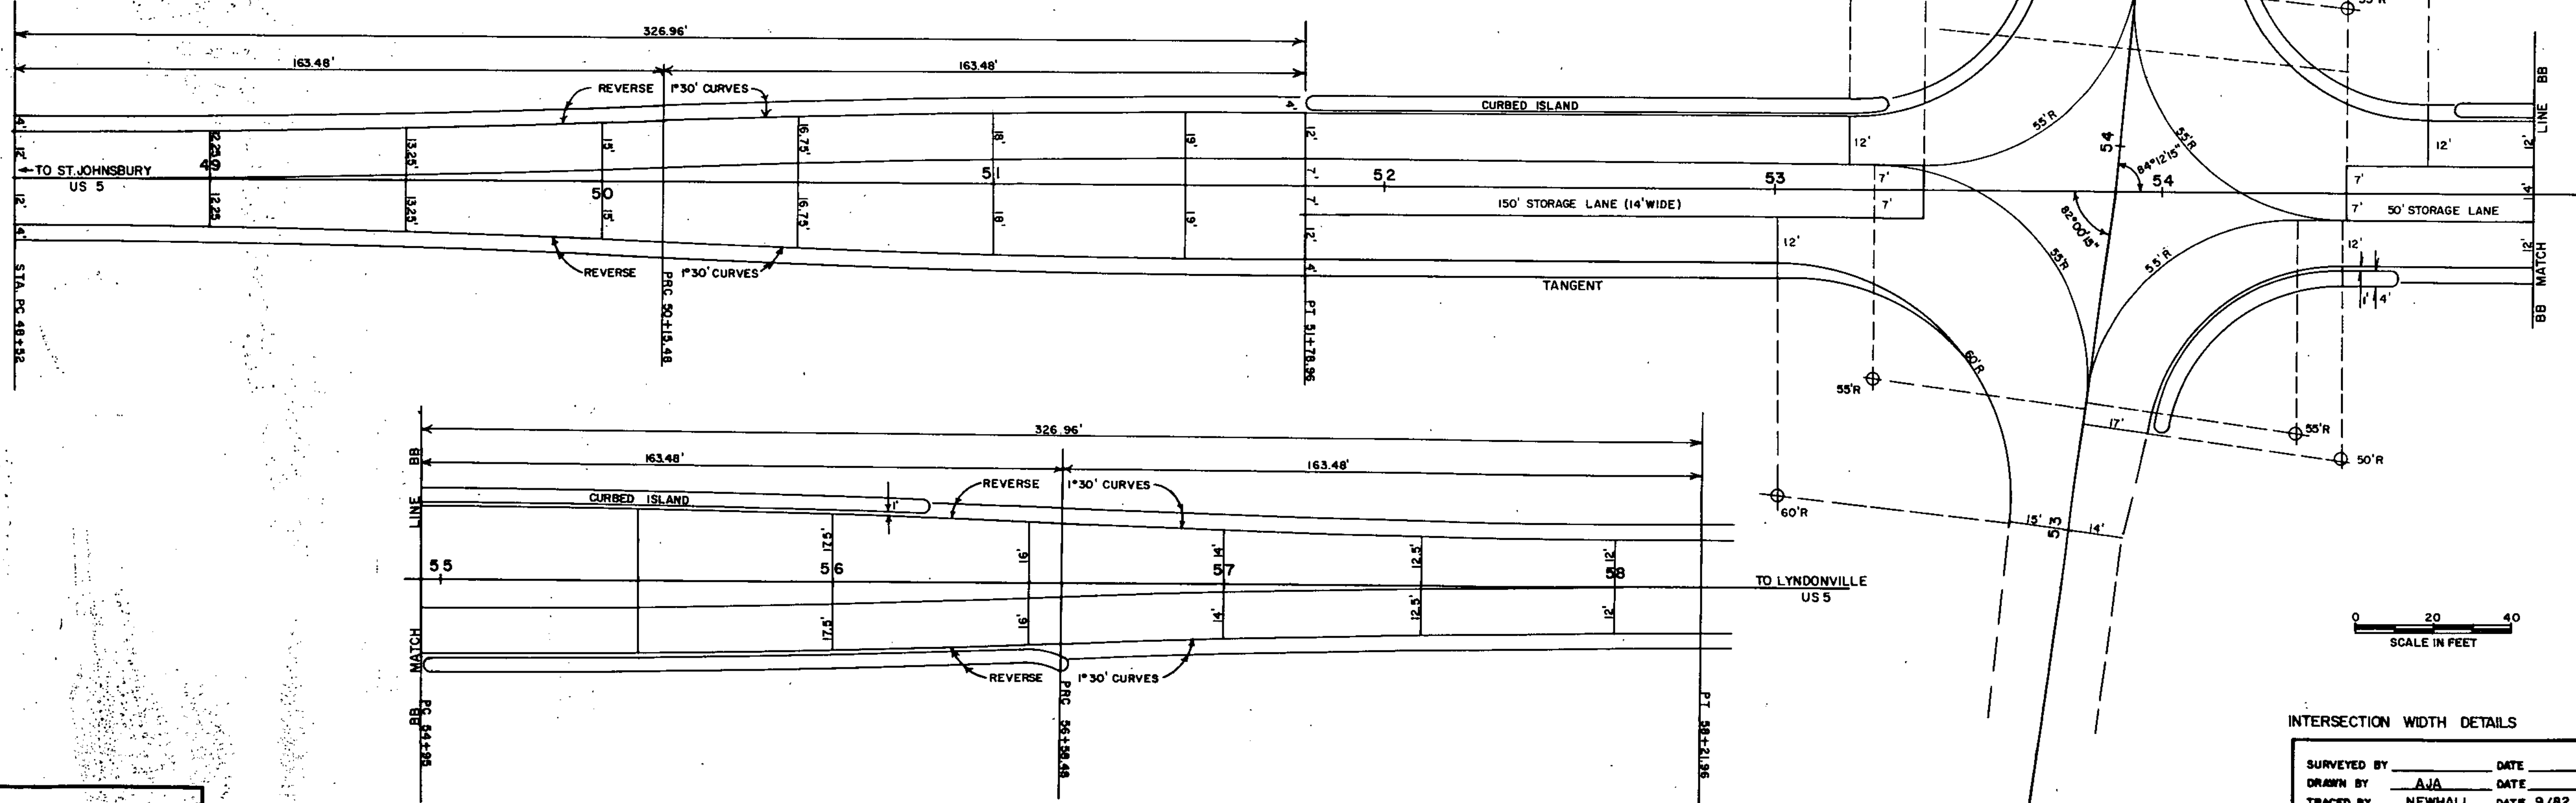 326.96'
163.48'
163.48'
REVERSE 1°30' CURVES
CURBED ISLAND
4'
12'
12'
4'
STA. PC 48+52
← TO ST. JOHNSBURY
US 5
49
12.25
13.25'
13.25'
50
15'
15'
16.75'
16.75'
51
18'
18'
19'
19'
4'
12'
7'
7'
12'
4'
52
53
12'
7'
7'
12'
150' STORAGE LANE (14' WIDE)
TANGENT
REVERSE 1°30' CURVES
PRC 50+15.48
PT 51+78.96
55'R
55'R
55'R
55'R
54
84°12'15"
82°00'15"
54
12'
7'
7'
12'
1'
4'
50' STORAGE LANE
12'
4'
12'
MATCH LINE BB
BB
60'R
55'R
55'R
50'R
60'R
17'
15'
14'
53
326.96'
163.48'
163.48'
REVERSE 1°30' CURVES
CURBED ISLAND
1'
MATCH LINE BB
BB
PC 54+95
55
56
17.5'
17.5'
16'
16'
57
14'
14'
12.5'
12.5'
58
12'
12'
TO LYNDONVILLE
US 5
REVERSE 1°30' CURVES
PRC 56+58.48
PT 58+21.96
0 20 40
SCALE IN FEET
INTERSECTION WIDTH DETAILS
SURVEYED BY DATE
DRAWN BY AJA DATE
TRACED BY NEWHALL DATE 9/82